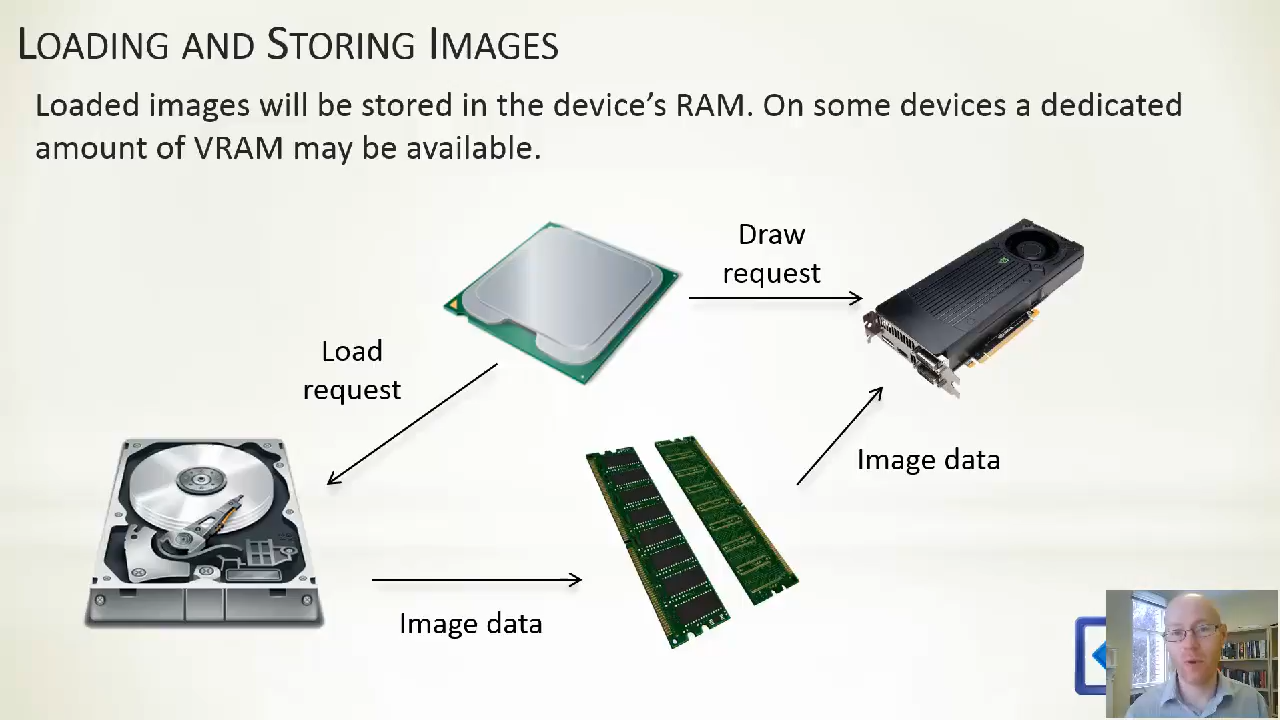 LOADING AND STORING IMAGES
Loaded images will be stored in the device’s RAM. On some devices a dedicated
amount of VRAM may be available.
Draw
request
Load
request
Image data
Image data